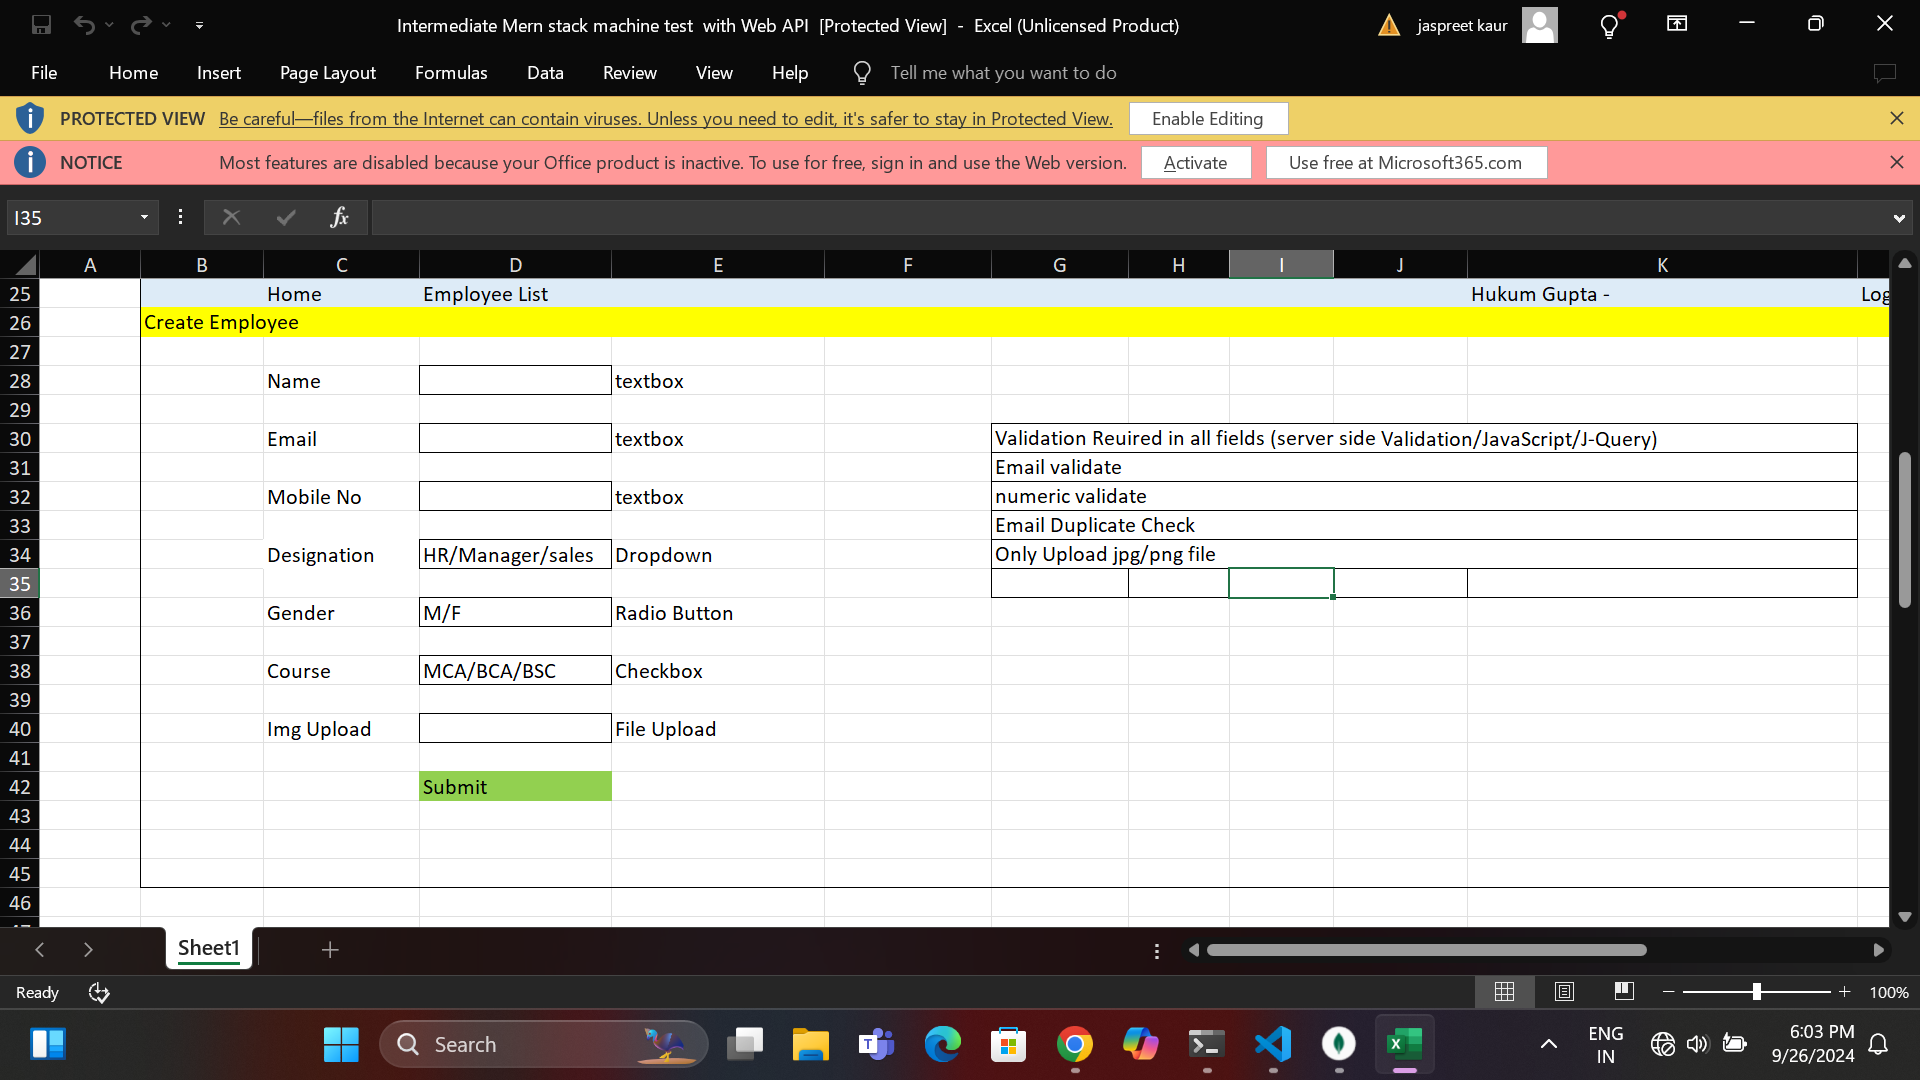 Intermediate Mern stack machine test with Web API [Protected View] - Excel (Unlicensed Product)
jaspreet kaur
File Home Insert Page Layout Formulas Data Review View Help Tell me what you want to do
PROTECTED VIEW Be careful—files from the Internet can contain viruses. Unless you need to edit, it's safer to stay in Protected View. Enable Editing
NOTICE Most features are disabled because your Office product is inactive. To use for free, sign in and use the Web version. Activate Use free at Microsoft365.com
I35 fx
A B C D E F G H I J K
25 Home Employee List Hukum Gupta - Log
26 Create Employee
27
28 Name textbox
29
30 Email textbox Validation Reuired in all fields (server side Validation/JavaScript/J-Query)
31 Email validate
32 Mobile No textbox numeric validate
33 Email Duplicate Check
34 Designation HR/Manager/sales Dropdown Only Upload jpg/png file
35
36 Gender M/F Radio Button
37
38 Course MCA/BCA/BSC Checkbox
39
40 Img Upload File Upload
41
42 Submit
43
44
45
46
Sheet1
Ready 100%
Search ENG 6:03 PM
IN 9/26/2024